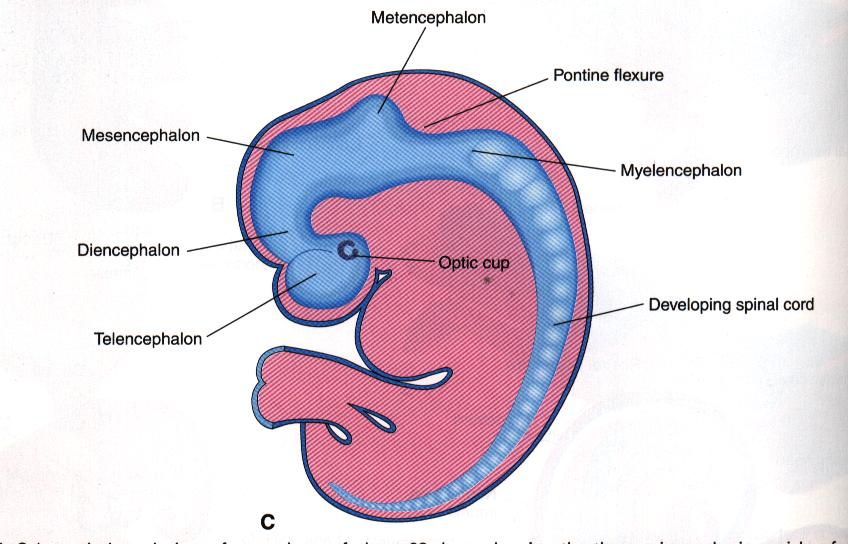 Metencephalon
Pontine flexure
Mesencephalon
Myelencephalon
Diencephalon
Optic cup
Developing spinal cord
Telencephalon
C